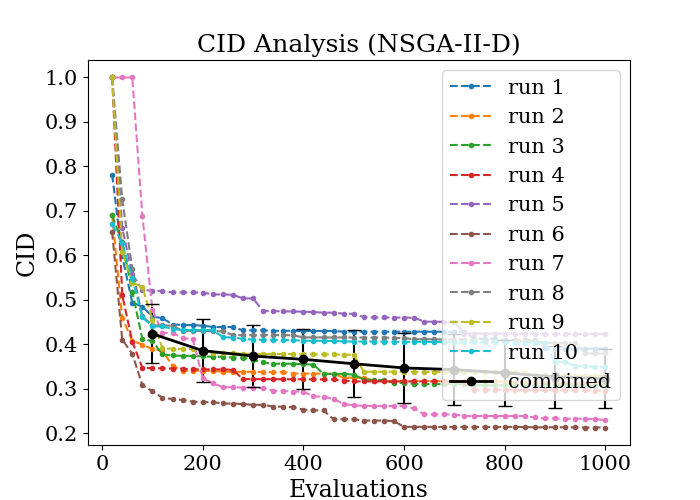 CID Analysis (NSGA-II-D)
CID
1.0
0.9
0.8
0.7
0.6
0.5
0.4
0.3
0.2
0
200
400
600
800
1000
Evaluations
run 1
run 2
run 3
run 4
run 5
run 6
run 7
run 8
run 9
run 10
combined